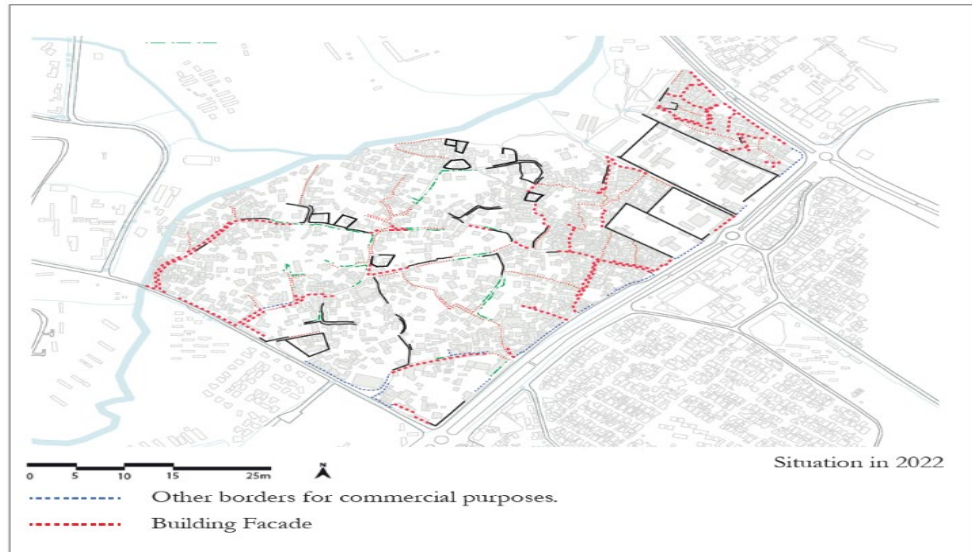 Situation in 2022
N
0 5 10 15 25m
Other borders for commercial purposes.
Building Facade